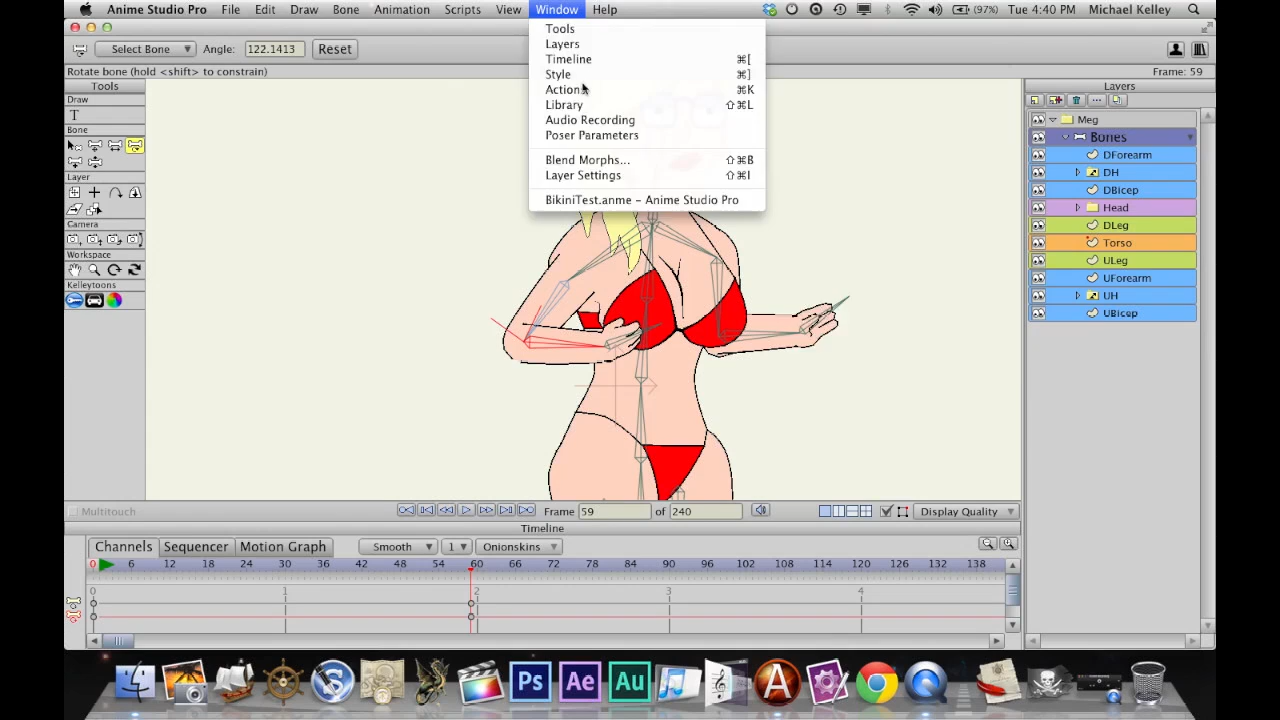 Anime Studio Pro File Edit Draw Bone Animation Scripts View Window Help (97%) Tue 4:40 PM Michael Kelley
Select Bone Angle: 122.1413 Reset
Rotate bone (hold <shift> to constrain) Frame: 59
Tools
Draw
T
Bone
Layer
Camera
Workspace
Kelleytoons
Tools
Layers
Timeline ⌘[
Style ⌘]
Actions ⌘K
Library ⇧⌘L
Audio Recording
Poser Parameters
Blend Morphs... ⇧⌘B
Layer Settings ⇧⌘I
BikiniTest.anme – Anime Studio Pro
Layers
Meg
Bones
DForearm
DH
DBicep
Head
DLeg
Torso
ULeg
UForearm
UH
UBicep
Multitouch Frame 59 of 240 Display Quality
Timeline
Channels Sequencer Motion Graph Smooth 1 Onionskins
0 6 12 18 24 30 36 42 48 54 60 66 72 78 84 90 96 102 108 114 120 126 132 138
0 1 2 3 4
Ps Ae Au